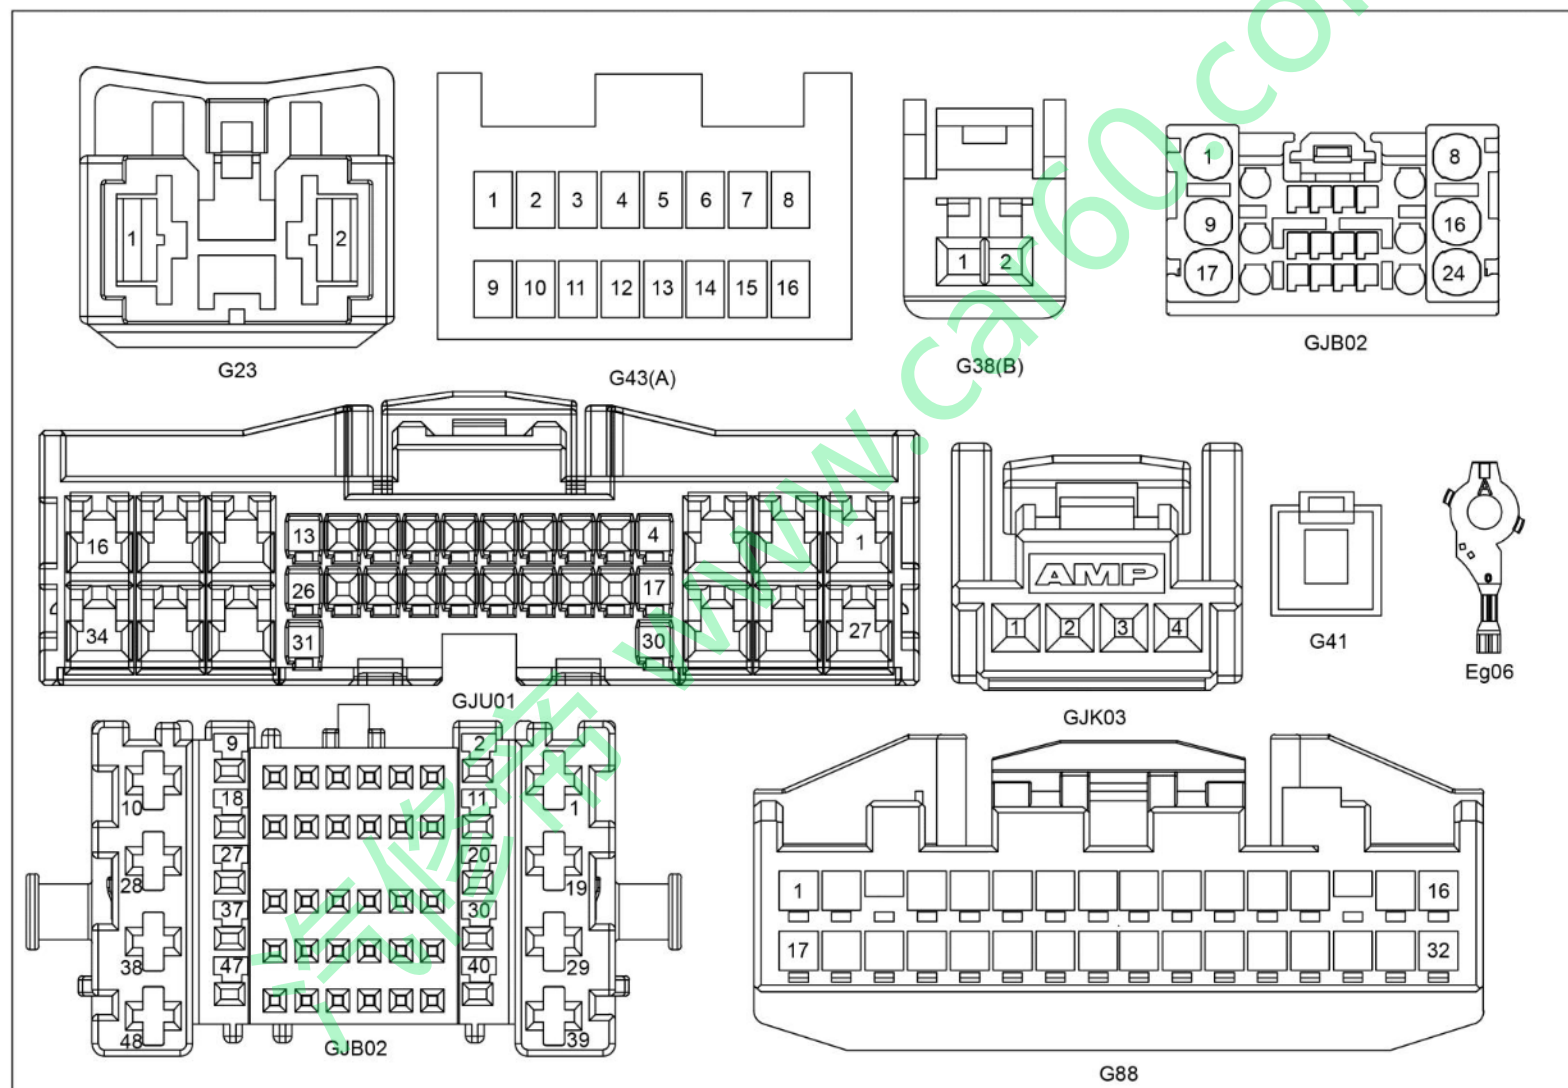 1 2
G23
1 2 3 4 5 6 7 8
9 10 11 12 13 14 15 16
G43(A)
1 2
G38(B)
1 8
9 16
17 24
GJB02
16 13 4 1
26 17
34 31 30 27
GJU01
AMP
1 2 3 4
GJK03
G41
0
Eg06
9 2
10 18 11 1
27 20
28 19
37 30
38 47 40 29
48 39
GJB02
1 16
17 32
G88
汽修帝 www.car60.com